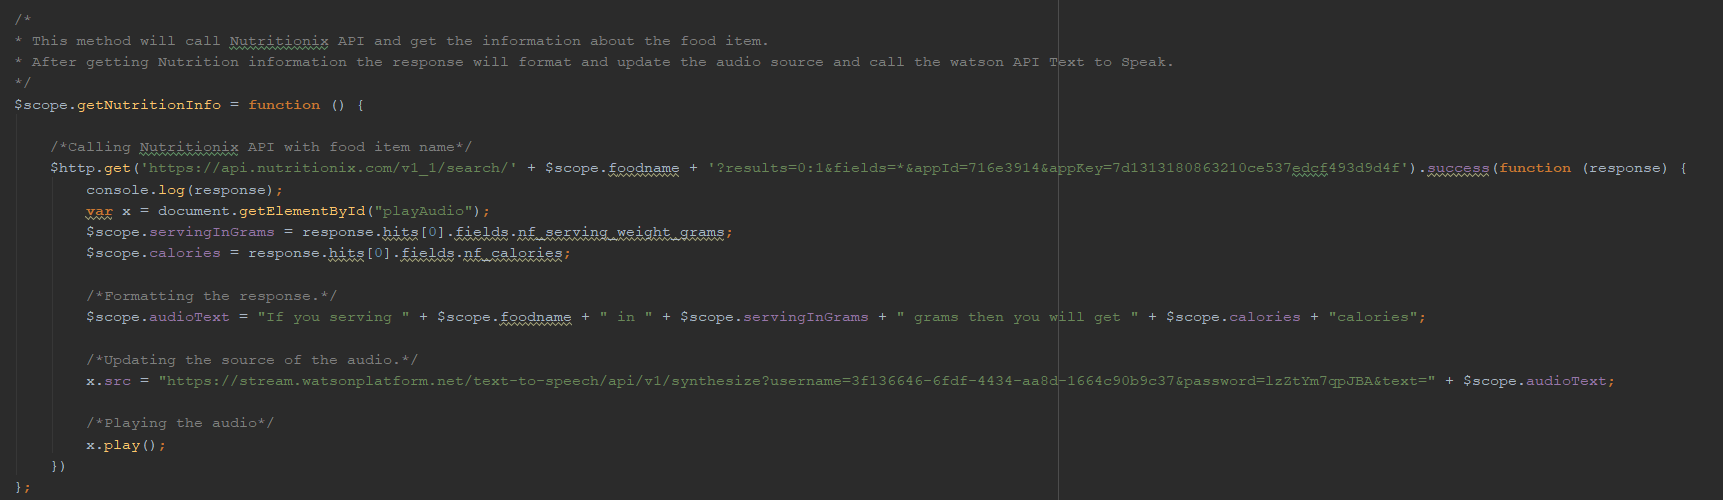 /*
* This method will call Nutritionix API and get the information about the food item.
* After getting Nutrition information the response will format and update the audio source and call the watson API Text to Speak.
*/
$scope.getNutritionInfo = function () {
/*Calling Nutritionix API with food item name*/
$http.get('https://api.nutritionix.com/v1_1/search/' + $scope.foodname + '?results=0:1&fields=*&appId=716e3914&appKey=7d1313180863210ce537edcf493d9d4f').success(function (response) {
console.log(response);
var x = document.getElementById("playAudio");
$scope.servingInGrams = response.hits[0].fields.nf_serving_weight_grams;
$scope.calories = response.hits[0].fields.nf_calories;
/*Formatting the response.*/
$scope.audioText = "If you serving " + $scope.foodname + " in " + $scope.servingInGrams + " grams then you will get " + $scope.calories + "calories";
/*Updating the source of the audio.*/
x.src = "https://stream.watsonplatform.net/text-to-speech/api/v1/synthesize?username=3f136646-6fdf-4434-aa8d-1664c90b9c37&password=lzZtYm7qpJBA&text=" + $scope.audioText;
/*Playing the audio*/
x.play();
})
};